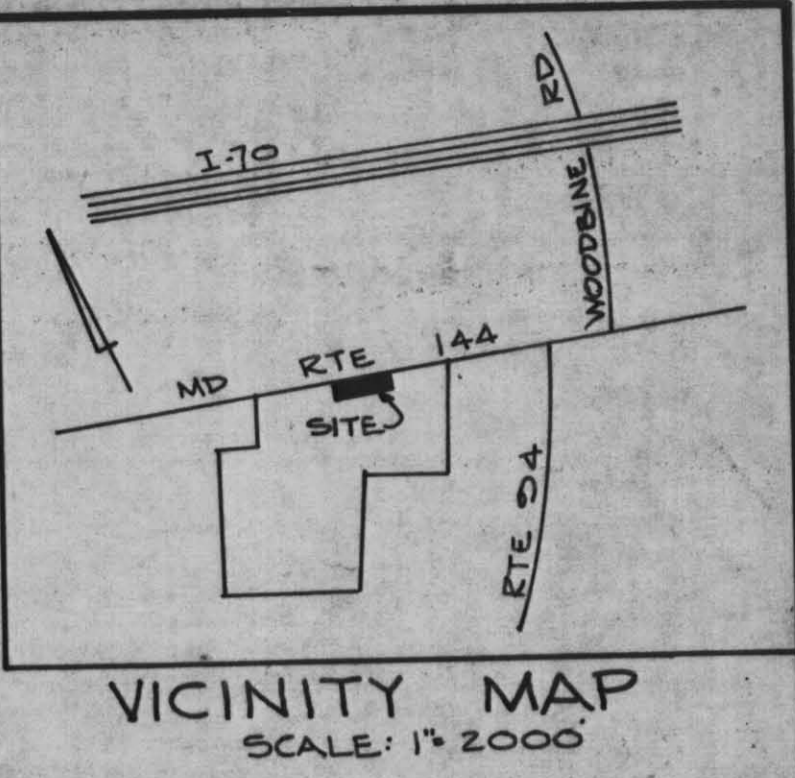 I-70
WOODBINE RD
MD RTE 144
SITE
RTE 94
VICINITY MAP
SCALE: 1"= 2000'